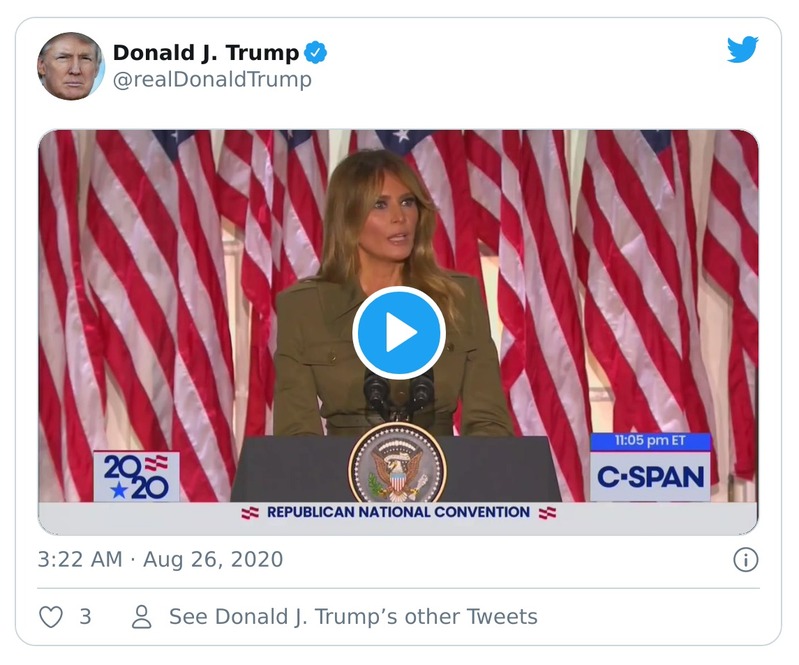 Donald J. Trump
@realDonaldTrump
11:05 pm ET
2020
C-SPAN
REPUBLICAN NATIONAL CONVENTION
3:22 AM · Aug 26, 2020
3 See Donald J. Trump’s other Tweets